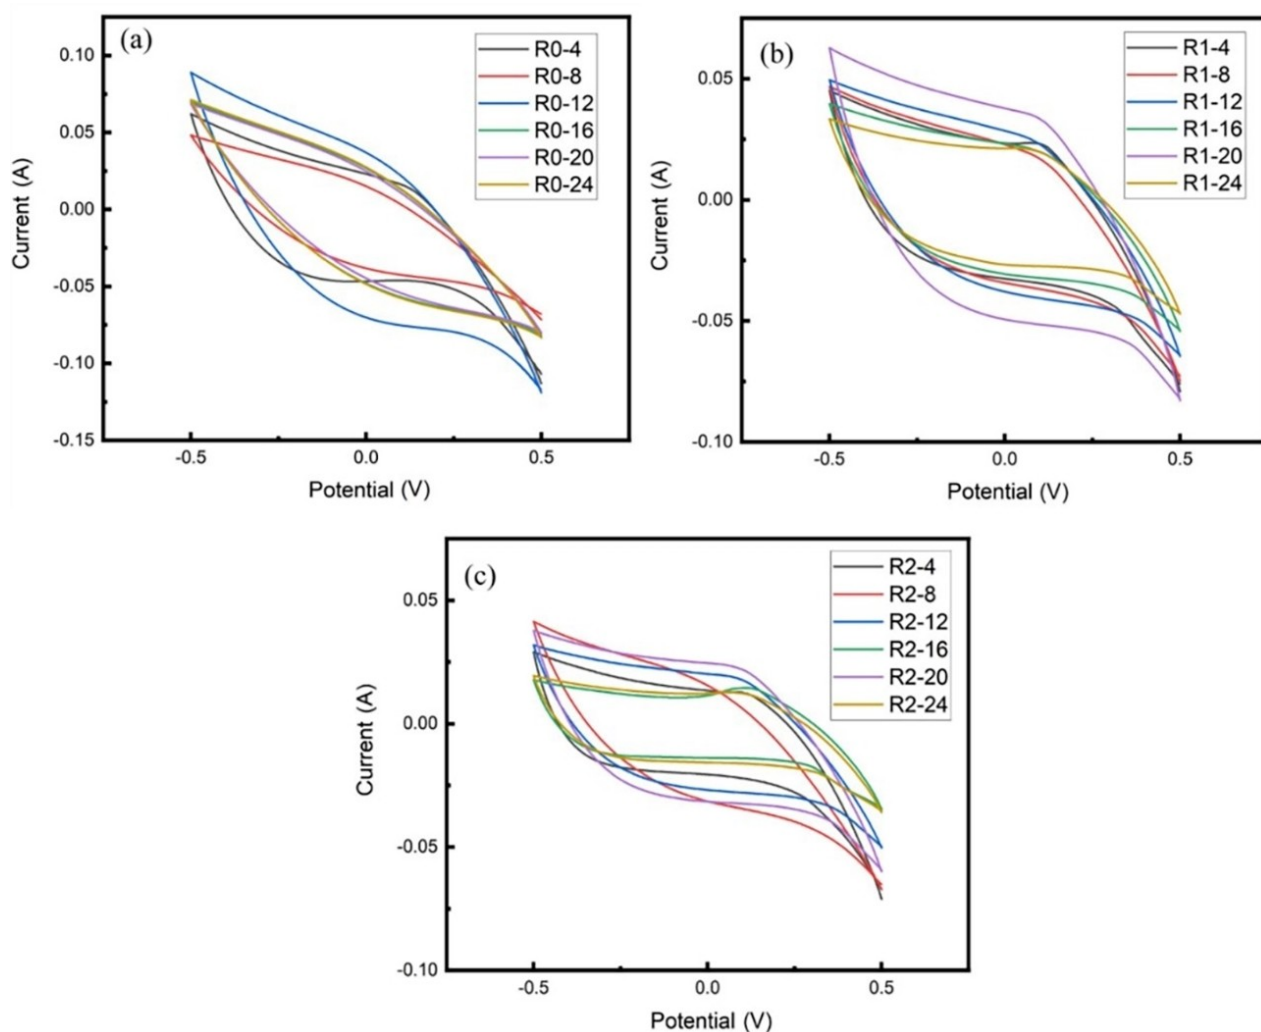 (a)
R0-4
R0-8
R0-12
R0-16
R0-20
R0-24
0.10
0.05
0.00
-0.05
-0.10
-0.15
Current (A)
-0.5
0.0
0.5
Potential (V)
(b)
R1-4
R1-8
R1-12
R1-16
R1-20
R1-24
0.05
0.00
-0.05
-0.10
Current (A)
-0.5
0.0
0.5
Potential (V)
(c)
R2-4
R2-8
R2-12
R2-16
R2-20
R2-24
0.05
0.00
-0.05
-0.10
Current (A)
-0.5
0.0
0.5
Potential (V)